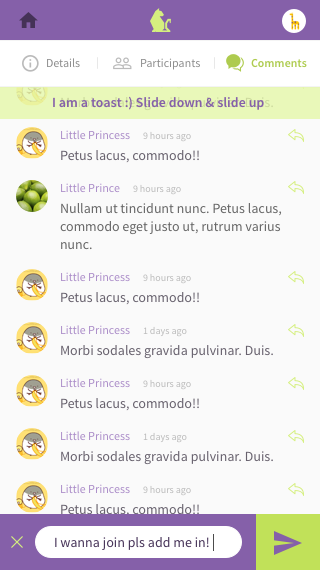 Details
Participants
Comments
I am a toast :) Slide down & slide up
Little Princess 9 hours ago
Petus lacus, commodo!!
Little Prince 9 hours ago
Nullam ut tincidunt nunc. Petus lacus,
commodo eget justo ut, rutrum varius
nunc.
Little Princess 9 hours ago
Petus lacus, commodo!!
Little Princess 1 days ago
Morbi sodales gravida pulvinar. Duis.
Little Princess 9 hours ago
Petus lacus, commodo!!
Little Princess 1 days ago
Morbi sodales gravida pulvinar. Duis.
Little Princess 9 hours ago
Petus lacus, commodo!!
I wanna join pls add me in!